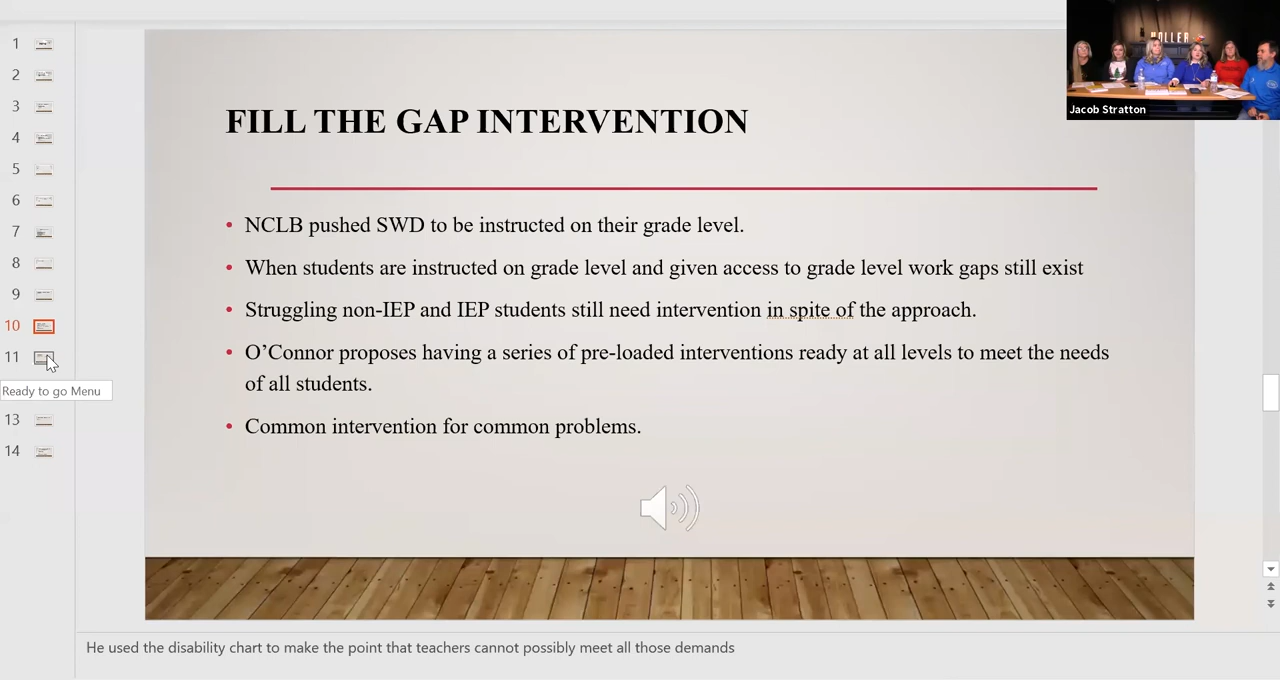 1
2
3
4
5
6
7
8
9
10
11
Ready to go Menu
13
14
FILL THE GAP INTERVENTION
• NCLB pushed SWD to be instructed on their grade level.
• When students are instructed on grade level and given access to grade level work gaps still exist
• Struggling non-IEP and IEP students still need intervention in spite of the approach.
• O’Connor proposes having a series of pre-loaded interventions ready at all levels to meet the needs
of all students.
• Common intervention for common problems.
He used the disability chart to make the point that teachers cannot possibly meet all those demands
HOLLER
Jacob Stratton